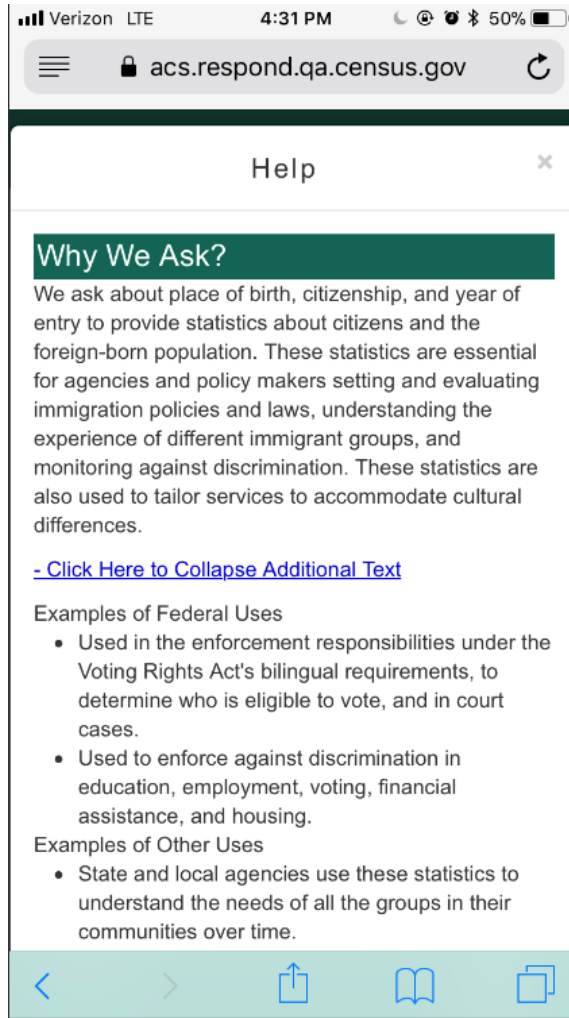 Verizon LTE 4:31 PM 50%
acs.respond.qa.census.gov
Help ×
Why We Ask?
We ask about place of birth, citizenship, and year of
entry to provide statistics about citizens and the
foreign-born population. These statistics are essential
for agencies and policy makers setting and evaluating
immigration policies and laws, understanding the
experience of different immigrant groups, and
monitoring against discrimination. These statistics are
also used to tailor services to accommodate cultural
differences.
- Click Here to Collapse Additional Text
Examples of Federal Uses
• Used in the enforcement responsibilities under the
Voting Rights Act's bilingual requirements, to
determine who is eligible to vote, and in court
cases.
• Used to enforce against discrimination in
education, employment, voting, financial
assistance, and housing.
Examples of Other Uses
• State and local agencies use these statistics to
understand the needs of all the groups in their
communities over time.